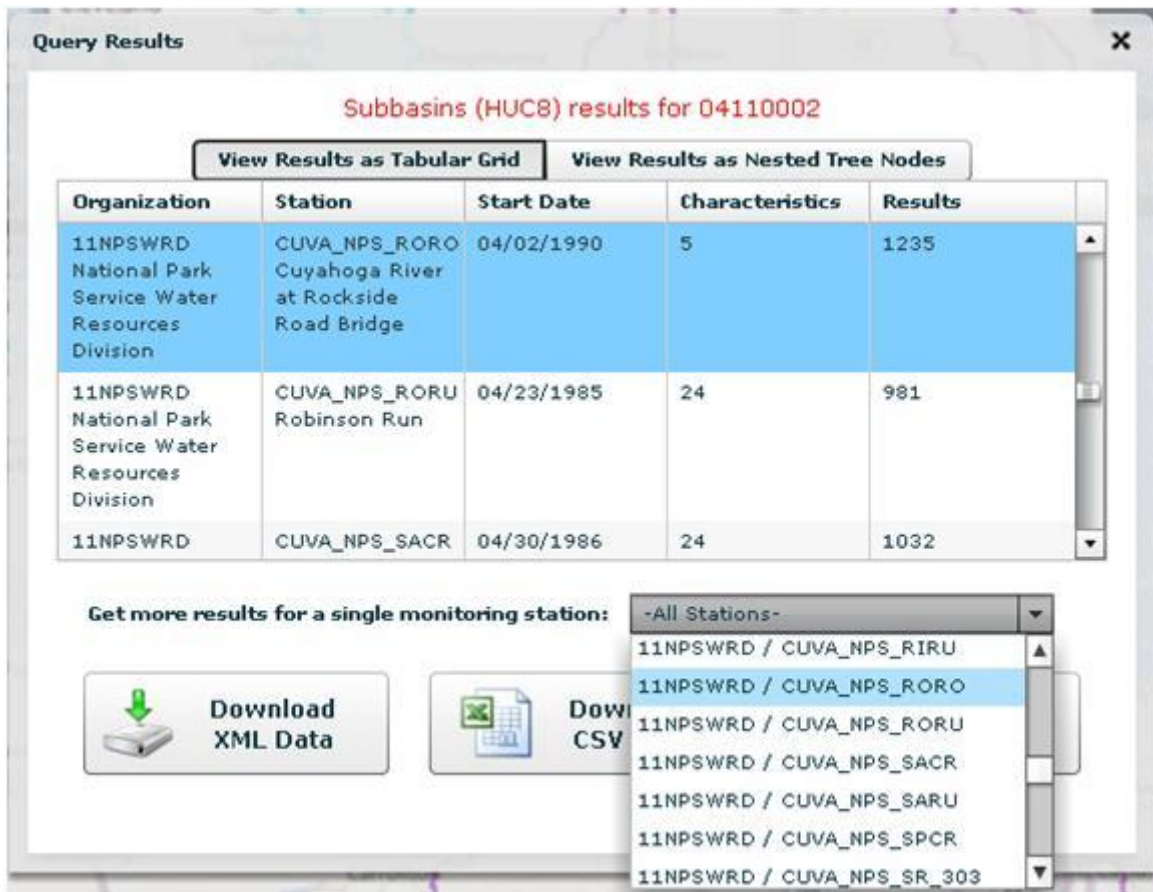 Query Results
Subbasins (HUC8) results for 04110002
View Results as Tabular Grid View Results as Nested Tree Nodes
Organization Station Start Date Characteristics Results
11NPSWRD CUVA_NPS_RORO 04/02/1990 5 1235
National Park Cuyahoga River
Service Water at Rockside
Resources Road Bridge
Division
11NPSWRD CUVA_NPS_RORU 04/23/1985 24 981
National Park Robinson Run
Service Water
Resources
Division
11NPSWRD CUVA_NPS_SACR 04/30/1986 24 1032
Get more results for a single monitoring station: -All Stations-
11NPSWRD / CUVA_NPS_RIRU
11NPSWRD / CUVA_NPS_RORO
11NPSWRD / CUVA_NPS_RORU
11NPSWRD / CUVA_NPS_SACR
11NPSWRD / CUVA_NPS_SARU
11NPSWRD / CUVA_NPS_SPCR
11NPSWRD / CUVA_NPS_SR_303
Download
XML Data
Dow
CSV